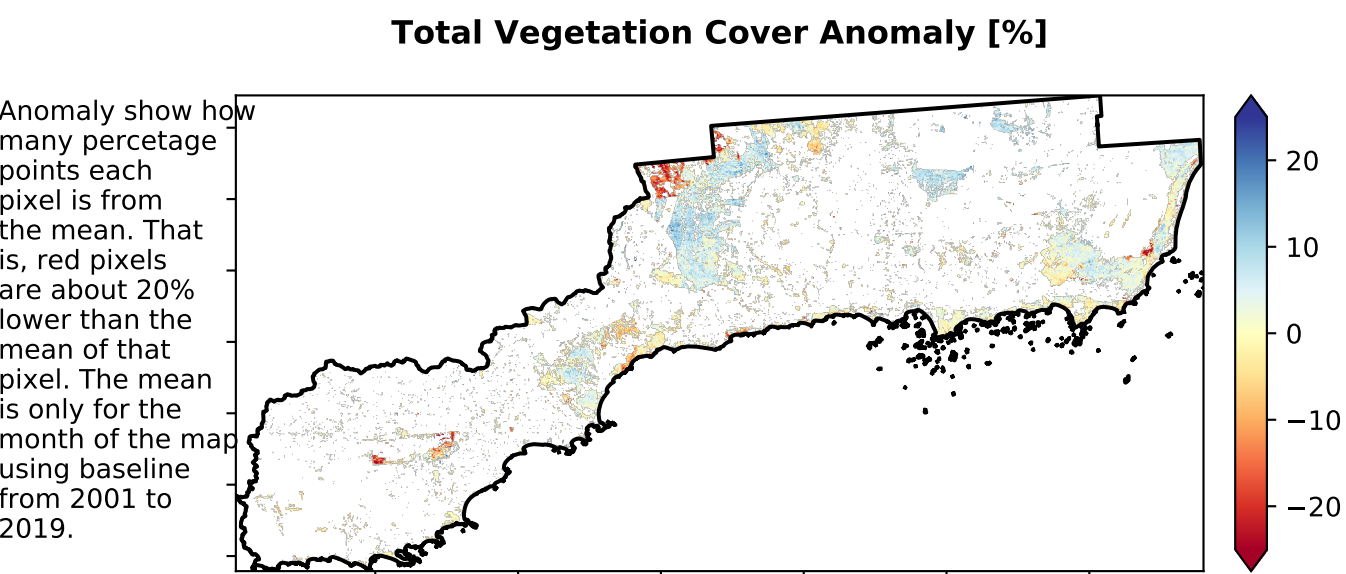 Total Vegetation Cover Anomaly [%]
Anomaly show how
many percetage
points each
pixel is from
the mean. That
is, red pixels
are about 20%
lower than the
mean of that
pixel. The mean
is only for the
month of the map
using baseline
from 2001 to
2019.
20
10
0
−10
−20